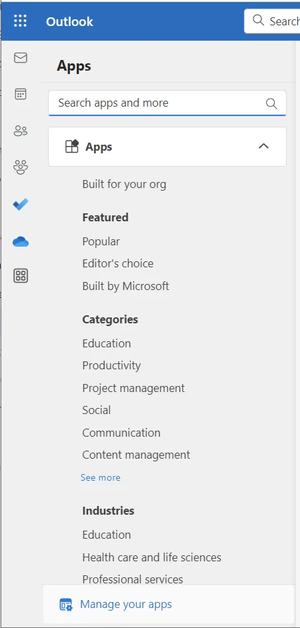 Outlook
Search
Apps
Search apps and more
Apps
Built for your org
Featured
Popular
Editor's choice
Built by Microsoft
Categories
Education
Productivity
Project management
Social
Communication
Content management
See more
Industries
Education
Health care and life sciences
Professional services
Manage your apps